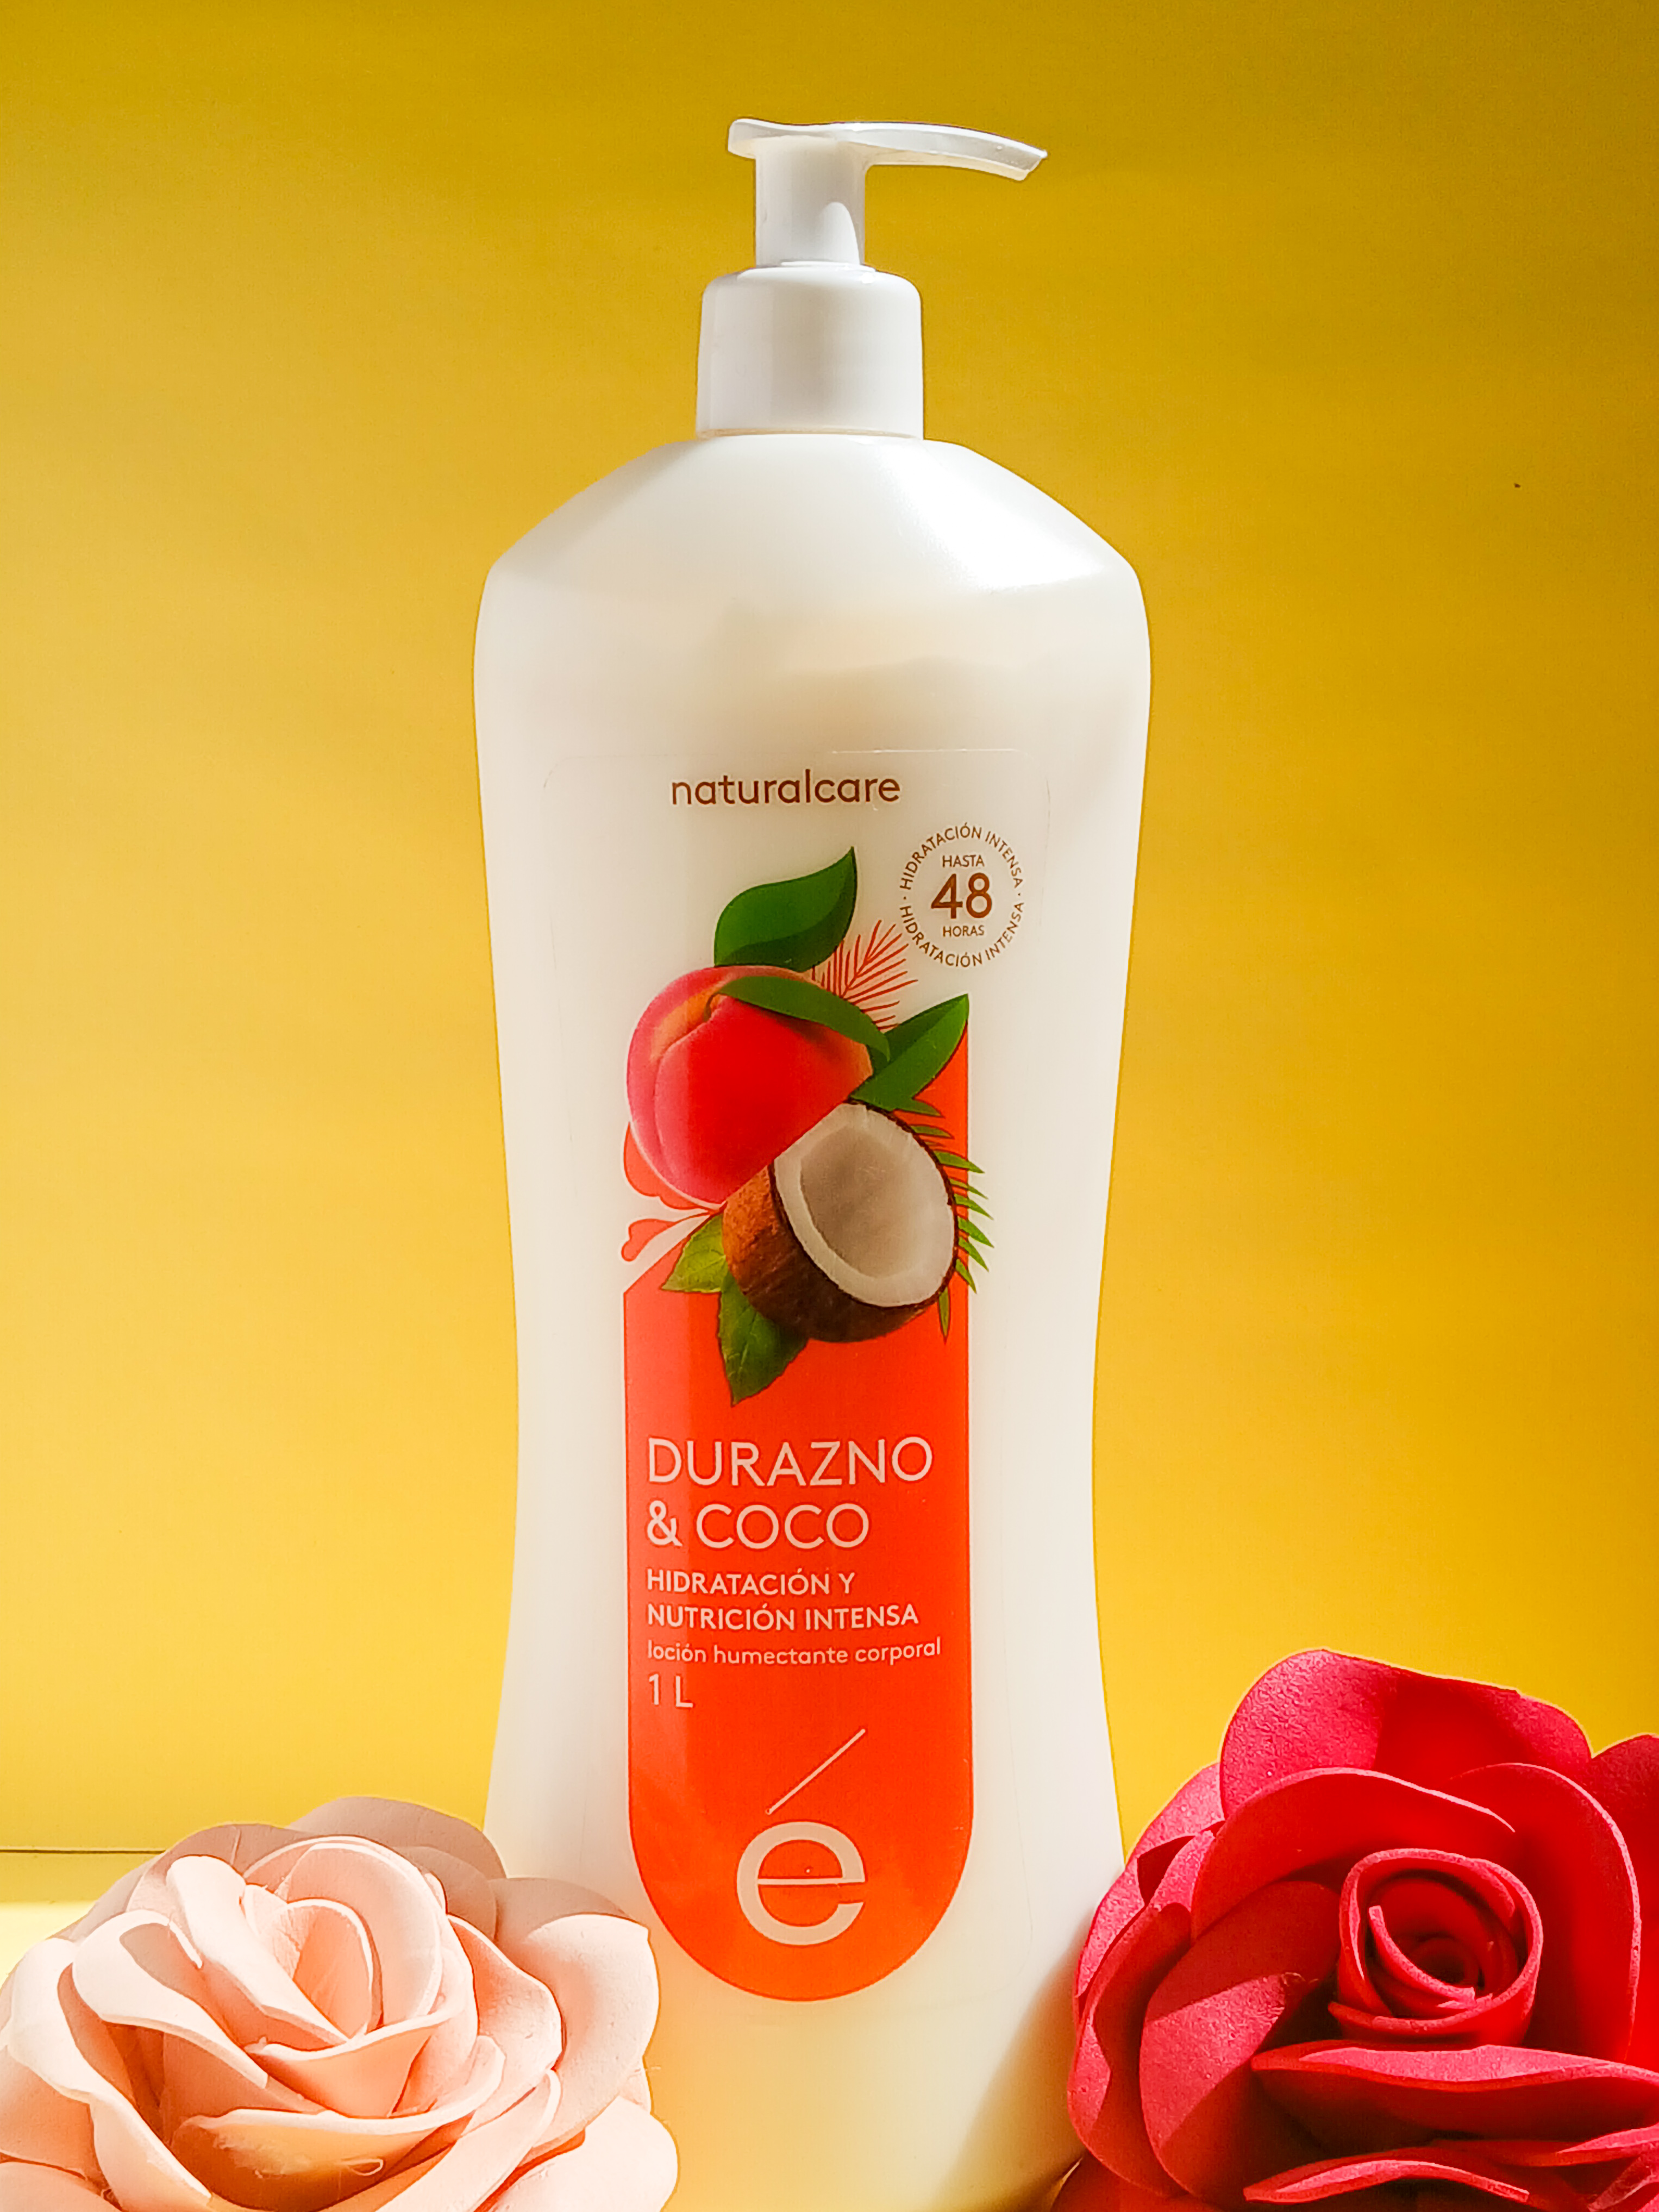 naturalcare
HIDRATACIÓN INTENSA · HIDRATACIÓN INTENSA ·
HASTA
48
HORAS
DURAZNO
& COCO
HIDRATACIÓN Y
NUTRICIÓN INTENSA
loción humectante corporal
1 L
é